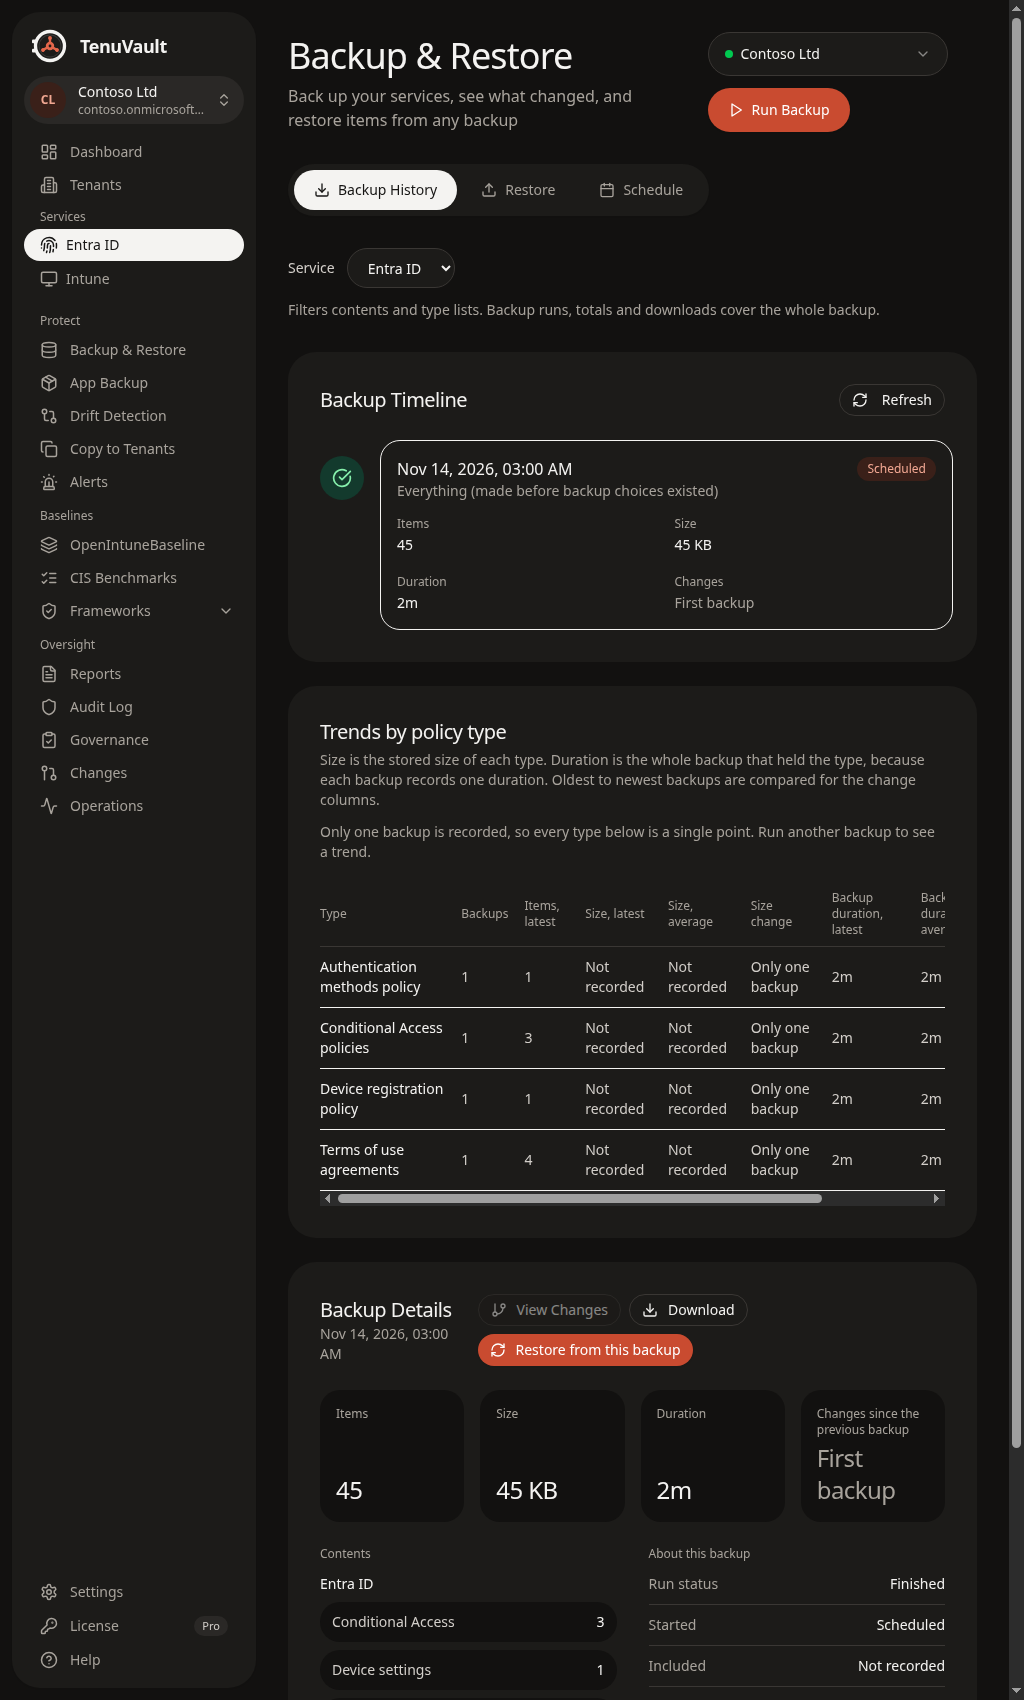 TenuVault
CL
Contoso Ltd
contoso.onmicrosoft...
Dashboard
Tenants
Services
Entra ID
Intune
Protect
Backup & Restore
App Backup
Drift Detection
Copy to Tenants
Alerts
Baselines
OpenIntuneBaseline
CIS Benchmarks
Frameworks
Oversight
Reports
Audit Log
Governance
Changes
Operations
Settings
License Pro
Help
Backup & Restore
Back up your services, see what changed, and
restore items from any backup
Contoso Ltd
Run Backup
Backup History Restore Schedule
Service Entra ID
Filters contents and type lists. Backup runs, totals and downloads cover the whole backup.
Backup Timeline
Refresh
Nov 14, 2026, 03:00 AM
Scheduled
Everything (made before backup choices existed)
Items Size
45 45 KB
Duration Changes
2m First backup
Trends by policy type
Size is the stored size of each type. Duration is the whole backup that held the type, because
each backup records one duration. Oldest to newest backups are compared for the change
columns.
Only one backup is recorded, so every type below is a single point. Run another backup to see
a trend.
Type Backups Items, latest Size, latest Size, average Size change Backup duration, latest Back dura aver
Authentication methods policy 1 1 Not recorded Not recorded Only one backup 2m 2m
Conditional Access policies 1 3 Not recorded Not recorded Only one backup 2m 2m
Device registration policy 1 1 Not recorded Not recorded Only one backup 2m 2m
Terms of use agreements 1 4 Not recorded Not recorded Only one backup 2m 2m
Backup Details
Nov 14, 2026, 03:00
AM
View Changes Download
Restore from this backup
Items
45
Size
45 KB
Duration
2m
Changes since the
previous backup
First
backup
Contents
Entra ID
Conditional Access 3
Device settings 1
About this backup
Run status Finished
Started Scheduled
Included Not recorded